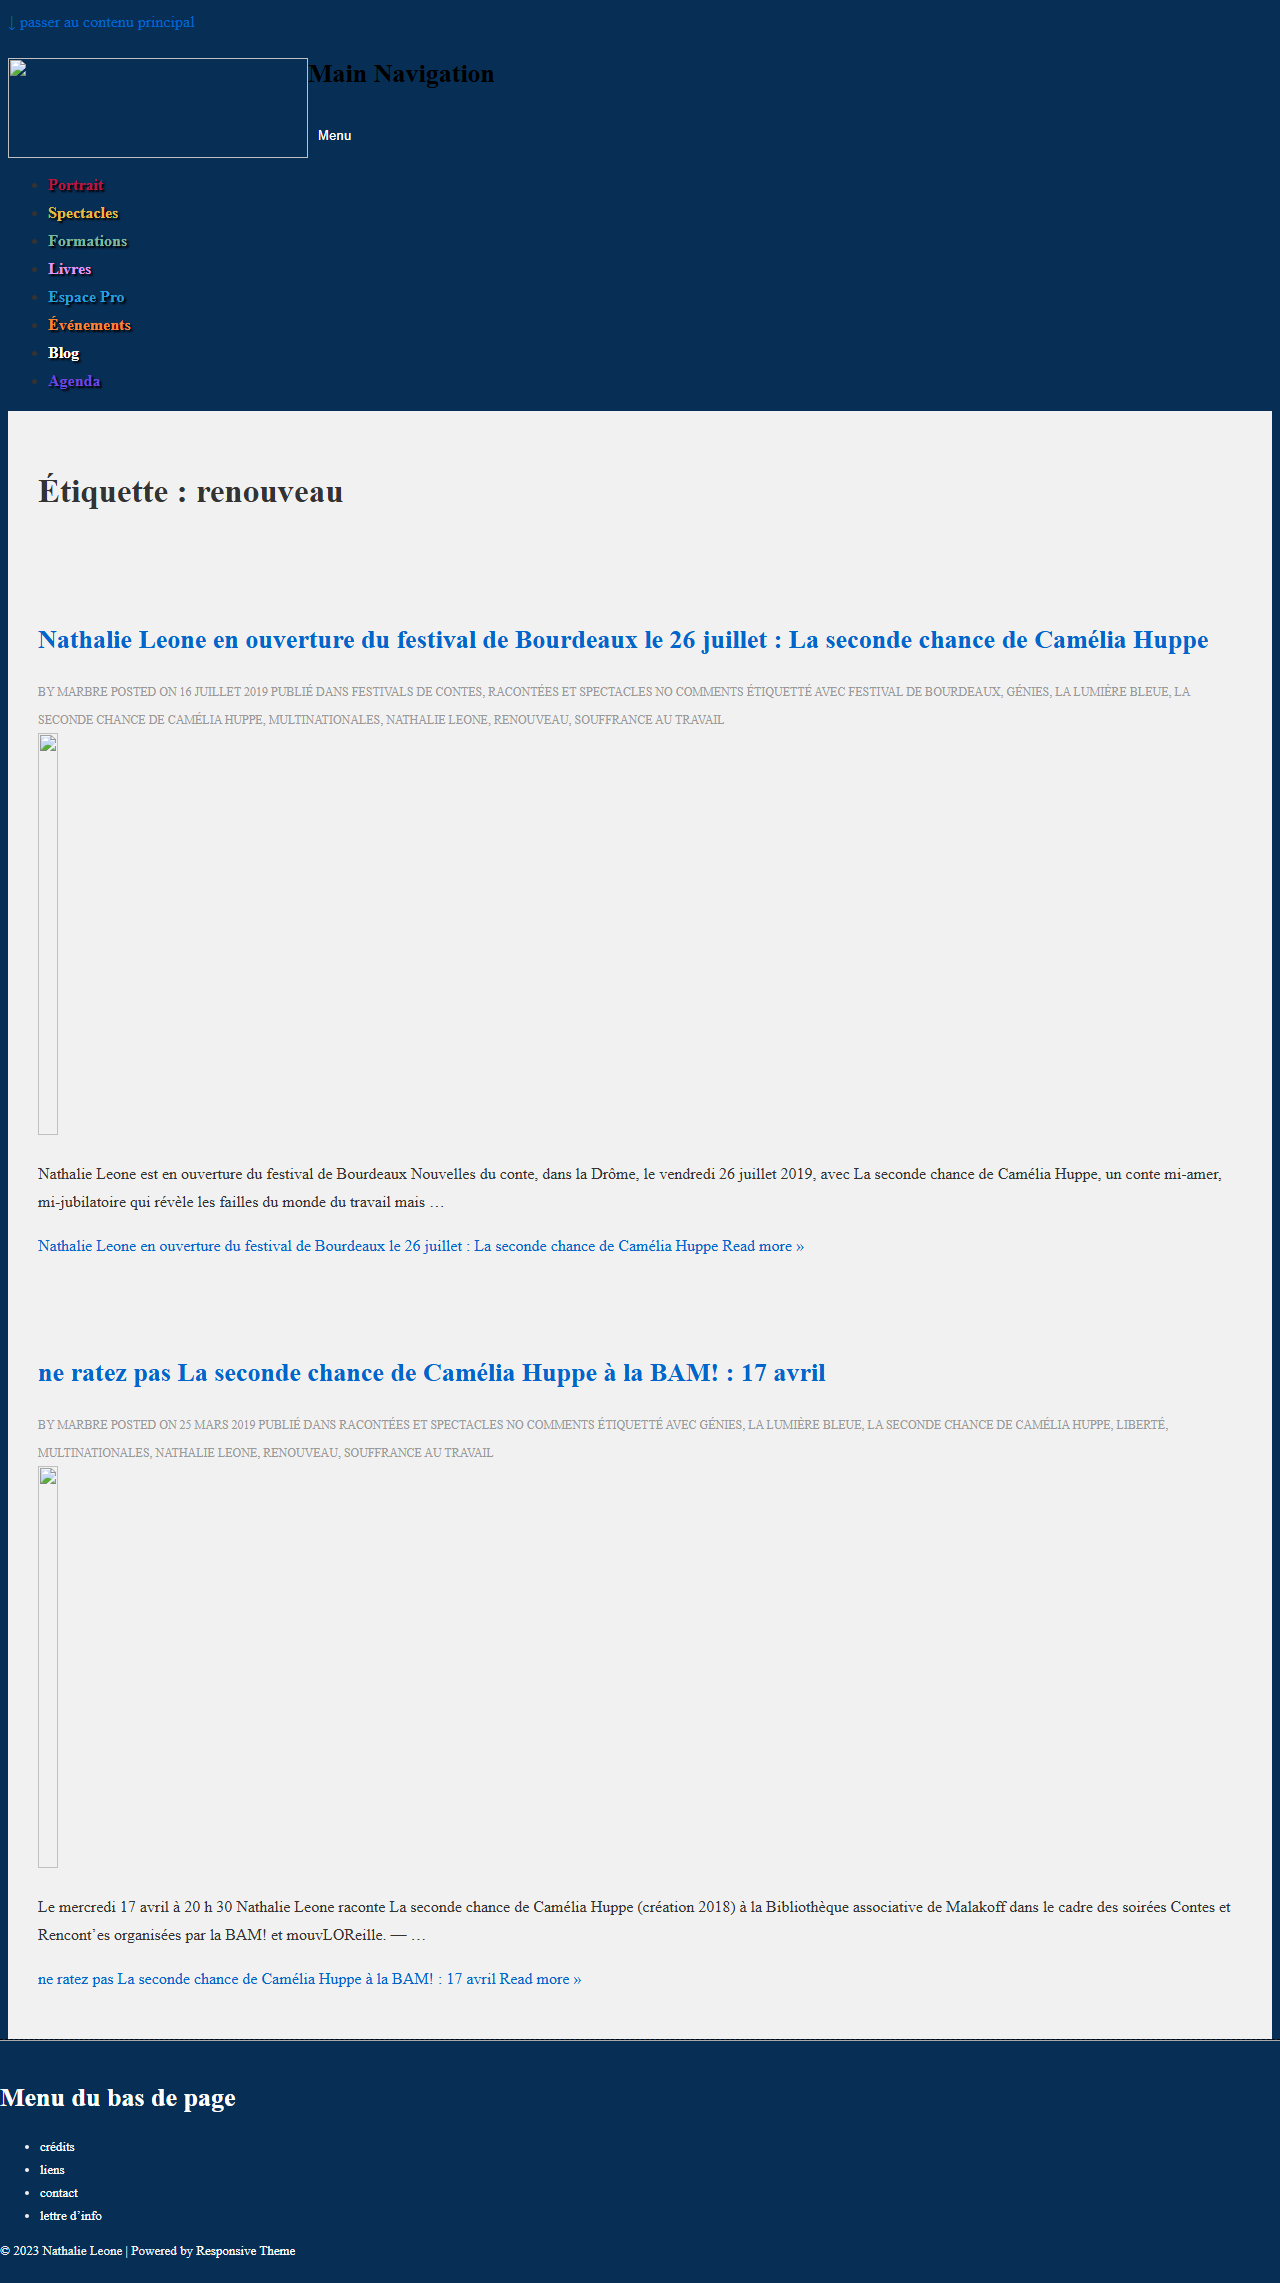 ↓ passer au contenu principal
Main Navigation
Menu
Portrait
Spectacles
Formations
Livres
Espace Pro
Événements
Blog
Agenda
Étiquette : renouveau
Nathalie Leone en ouverture du festival de Bourdeaux le 26 juillet : La seconde chance de Camélia Huppe
BY MARBRE POSTED ON 16 JUILLET 2019 PUBLIÉ DANS FESTIVALS DE CONTES, RACONTÉES ET SPECTACLES NO COMMENTS ÉTIQUETTÉ AVEC FESTIVAL DE BOURDEAUX, GÉNIES, LA LUMIÈRE BLEUE, LA
SECONDE CHANCE DE CAMÉLIA HUPPE, MULTINATIONALES, NATHALIE LEONE, RENOUVEAU, SOUFFRANCE AU TRAVAIL
Nathalie Leone est en ouverture du festival de Bourdeaux Nouvelles du conte, dans la Drôme, le vendredi 26 juillet 2019, avec La seconde chance de Camélia Huppe, un conte mi-amer,
mi-jubilatoire qui révèle les failles du monde du travail mais …
Nathalie Leone en ouverture du festival de Bourdeaux le 26 juillet : La seconde chance de Camélia Huppe Read more »
ne ratez pas La seconde chance de Camélia Huppe à la BAM! : 17 avril
BY MARBRE POSTED ON 25 MARS 2019 PUBLIÉ DANS RACONTÉES ET SPECTACLES NO COMMENTS ÉTIQUETTÉ AVEC GÉNIES, LA LUMIÈRE BLEUE, LA SECONDE CHANCE DE CAMÉLIA HUPPE, LIBERTÉ,
MULTINATIONALES, NATHALIE LEONE, RENOUVEAU, SOUFFRANCE AU TRAVAIL
Le mercredi 17 avril à 20 h 30 Nathalie Leone raconte La seconde chance de Camélia Huppe (création 2018) à la Bibliothèque associative de Malakoff dans le cadre des soirées Contes et
Rencont’es organisées par la BAM! et mouvLOReille. — …
ne ratez pas La seconde chance de Camélia Huppe à la BAM! : 17 avril Read more »
Menu du bas de page
crédits
liens
contact
lettre d’info
© 2023 Nathalie Leone | Powered by Responsive Theme